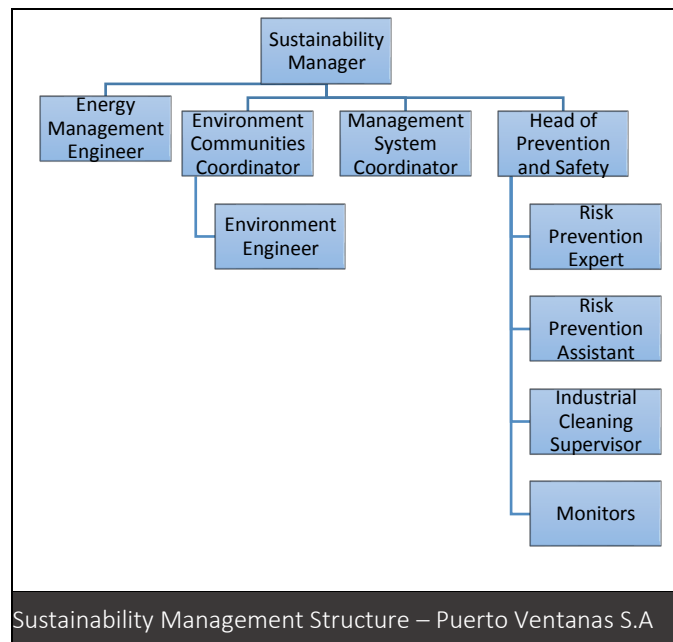 Sustainability
Manager
Energy
Management
Engineer
Environment
Communities
Coordinator
Management
System
Coordinator
Head of
Prevention
and Safety
Environment
Engineer
Risk
Prevention
Expert
Risk
Prevention
Assistant
Industrial
Cleaning
Supervisor
Monitors
Sustainability Management Structure – Puerto Ventanas S.A